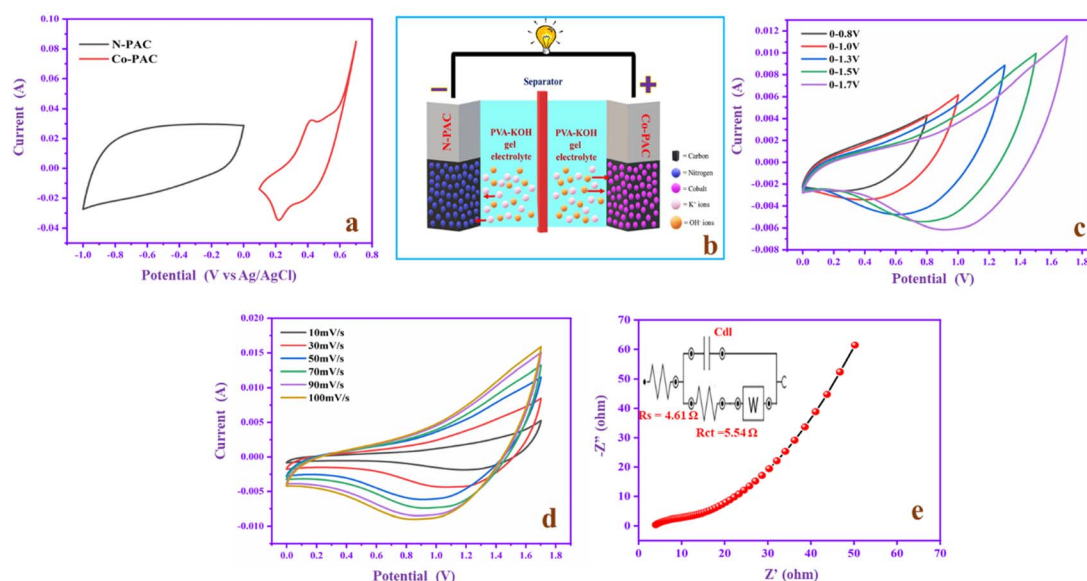 0.10
0.08
0.06
0.04
0.02
0.00
-0.02
-0.04
Current (A)
N-PAC
Co-PAC
a
-1.0 -0.8 -0.6 -0.4 -0.2 0.0 0.2 0.4 0.6 0.8
Potential (V vs Ag/AgCl)
Separator
N-PAC
PVA-KOH
gel
electrolyte
PVA-KOH
gel
electrolyte
Co-PAC
= Carbon
= Nitrogen
= Cobalt
= K⁺ ions
= OH⁻ ions
b
0.012
0.010
0.008
0.006
0.004
0.002
0.000
-0.002
-0.004
-0.006
-0.008
Current (A)
0-0.8V
0-1.0V
0-1.3V
0-1.5V
0-1.7V
c
0.0 0.2 0.4 0.6 0.8 1.0 1.2 1.4 1.6 1.8
Potential (V)
0.020
0.015
0.010
0.005
0.000
-0.005
-0.010
Current (A)
10mV/s
30mV/s
50mV/s
70mV/s
90mV/s
100mV/s
d
0.0 0.2 0.4 0.6 0.8 1.0 1.2 1.4 1.6 1.8
Potential (V)
70
60
50
40
30
20
10
0
-Z” (ohm)
Cdl
W
Rs = 4.61 Ω
Rct =5.54 Ω
e
0 10 20 30 40 50 60 70
Z’ (ohm)